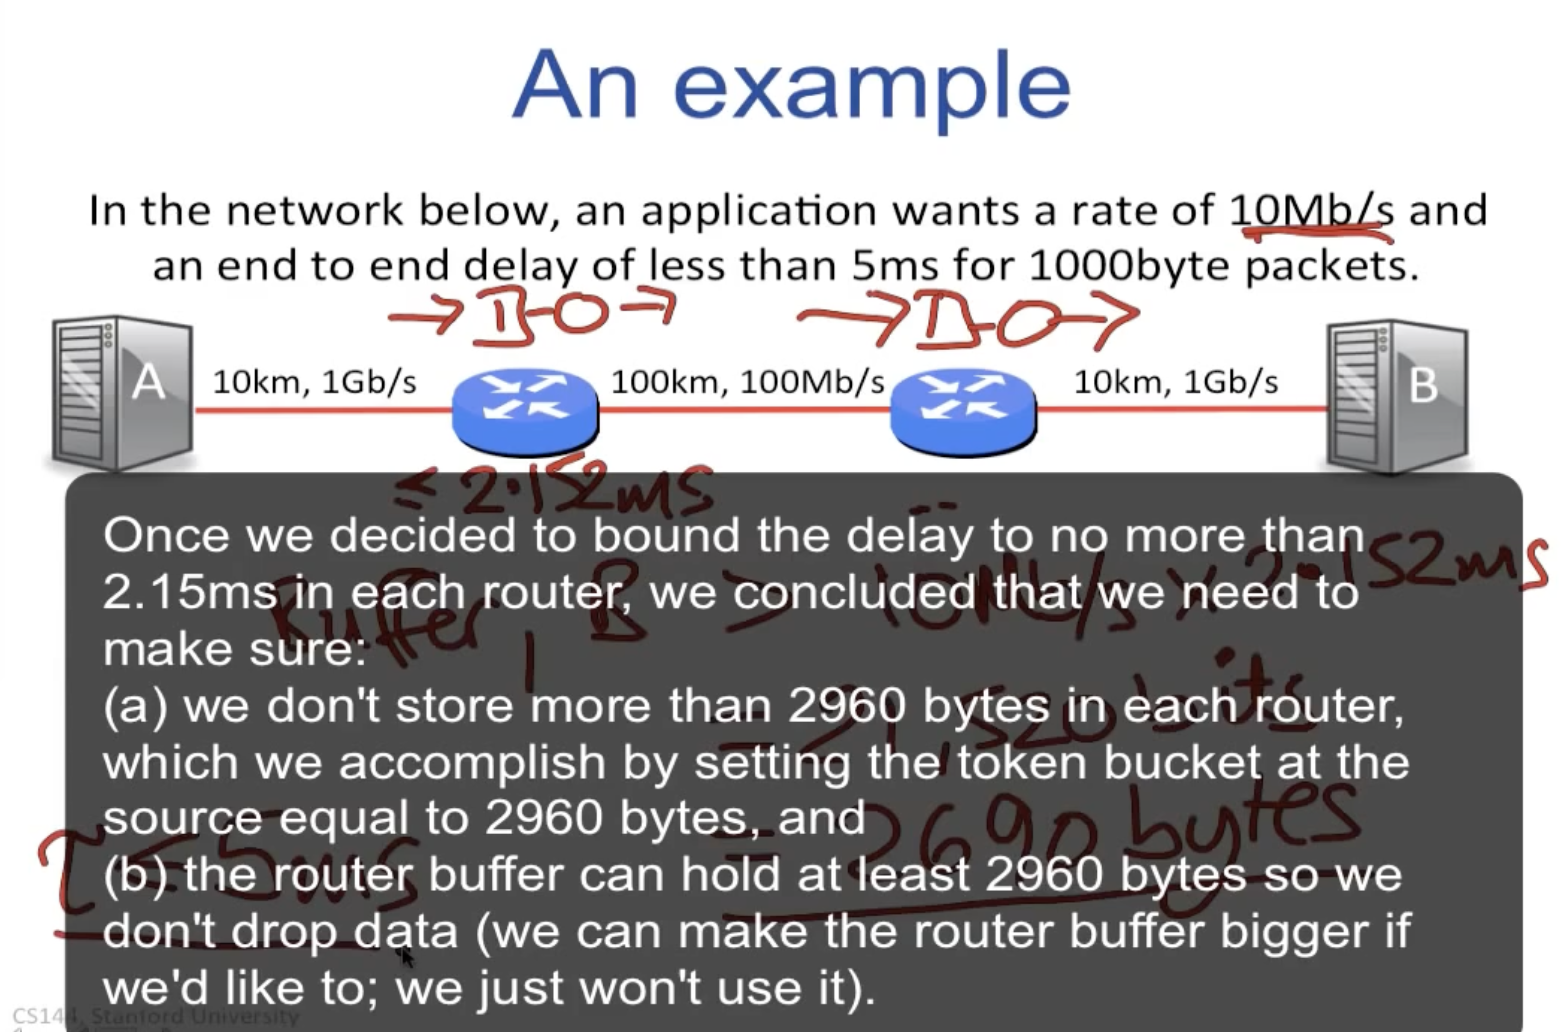 An example
In the network below, an application wants a rate of 10Mb/s and
an end to end delay of less than 5ms for 1000byte packets.
A
10km, 1Gb/s
100km, 100Mb/s
10km, 1Gb/s
B
≤ 2.152ms
Once we decided to bound the delay to no more than
2.15ms in each router, we concluded that we need to
make sure:
(a) we don't store more than 2960 bytes in each router,
which we accomplish by setting the token bucket at the
source equal to 2960 bytes, and
(b) the router buffer can hold at least 2960 bytes so we
don't drop data (we can make the router buffer bigger if
we'd like to; we just won't use it).
Buffer, B > 10Mb/s x 2.152ms
= 21,520 bits
= 2690 bytes
τ < 5ms
CS144, Stanford University